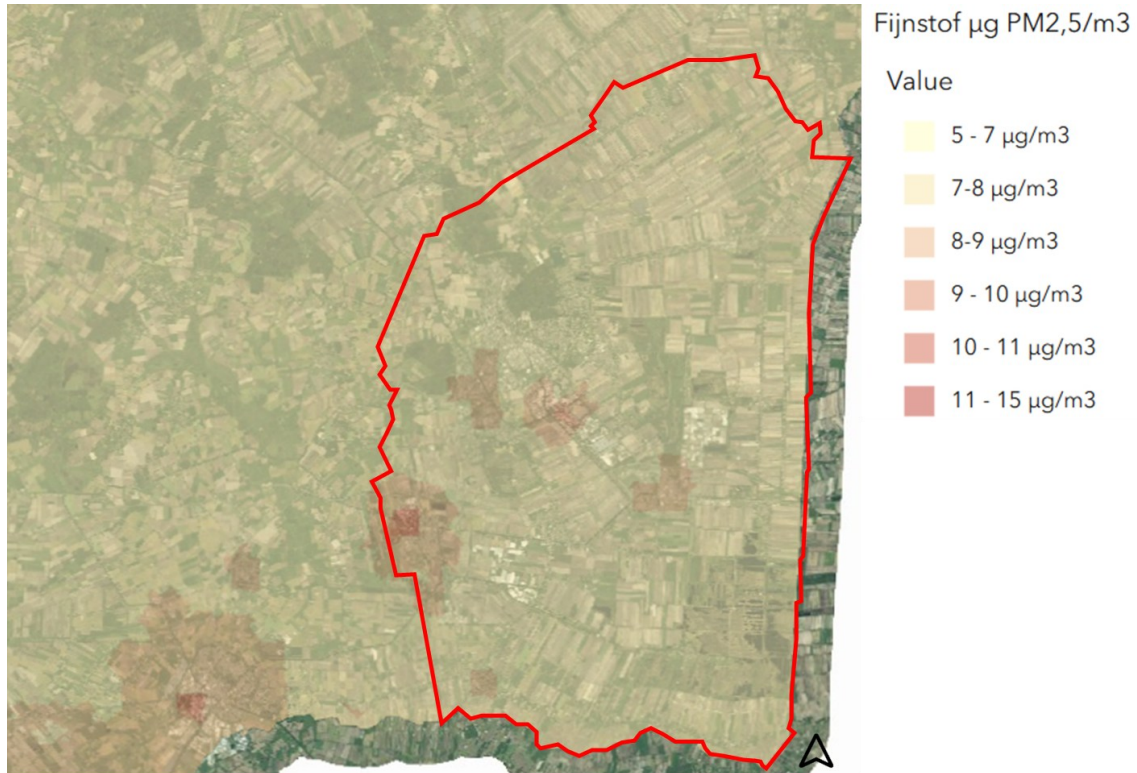 Fijnstof µg PM2,5/m3
Value
5 - 7 µg/m3
7-8 µg/m3
8-9 µg/m3
9 - 10 µg/m3
10 - 11 µg/m3
11 - 15 µg/m3